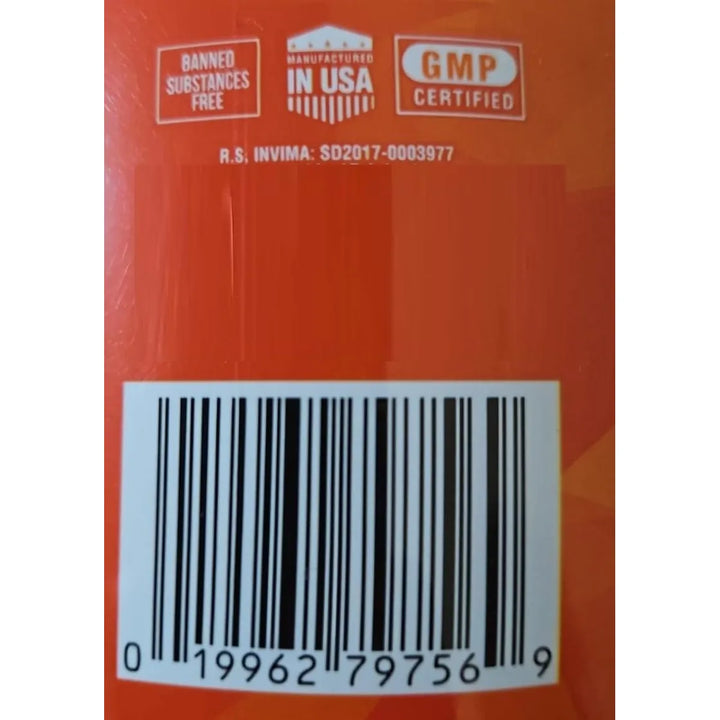 BANNED
SUBSTANCES
FREE
MANUFACTURED
IN USA
GMP
CERTIFIED
R.S. INVIMA: SD2017-0003977
0 19962 79756 9